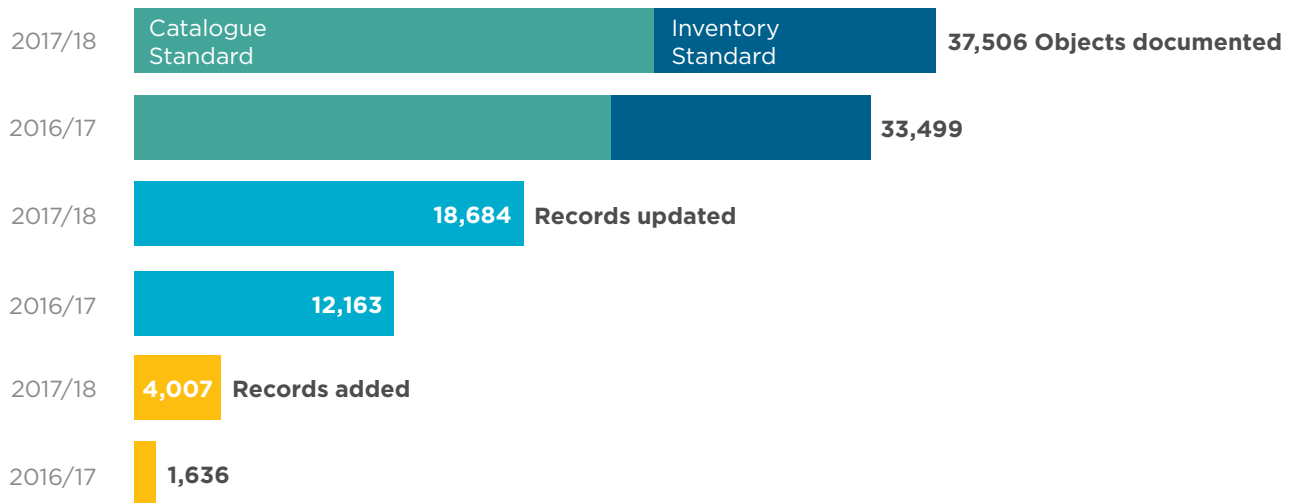 2017/18 Catalogue Standard Inventory Standard 37,506 Objects documented
2016/17 33,499
2017/18 18,684 Records updated
2016/17 12,163
2017/18 4,007 Records added
2016/17 1,636